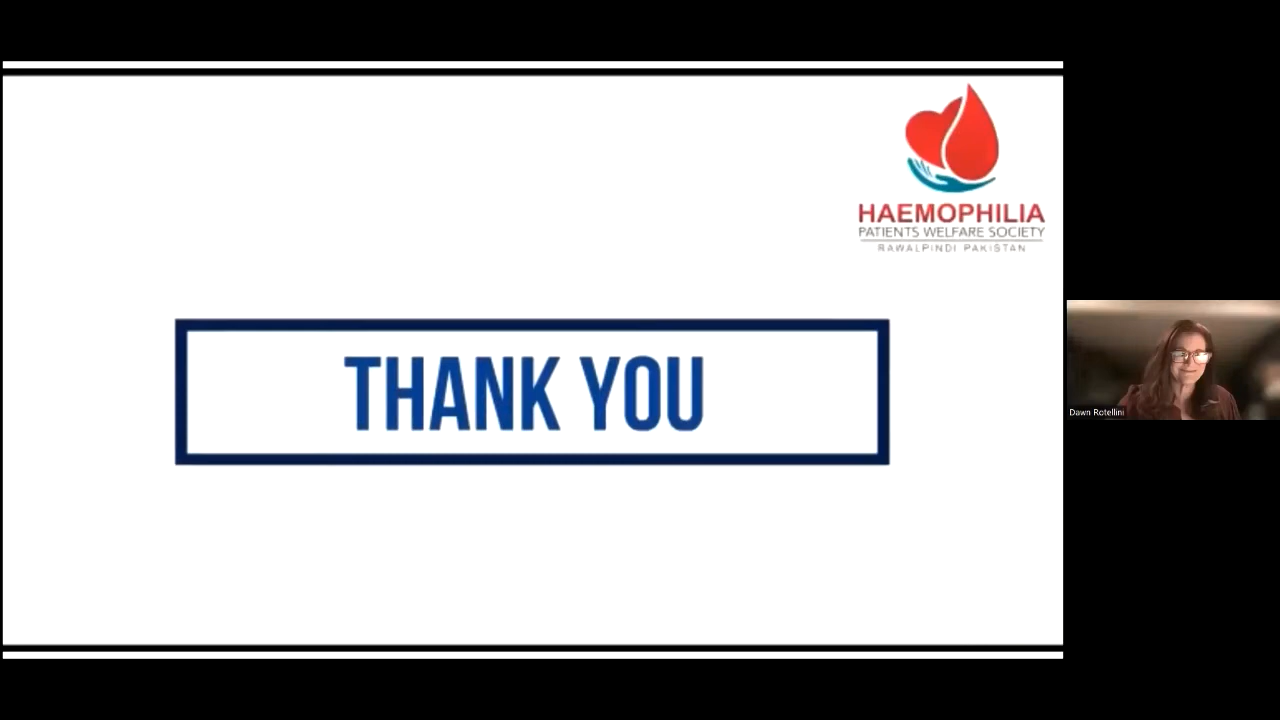 HAEMOPHILIA
PATIENTS WELFARE SOCIETY
RAWALPINDI PAKISTAN
THANK YOU
Dawn Rotellini